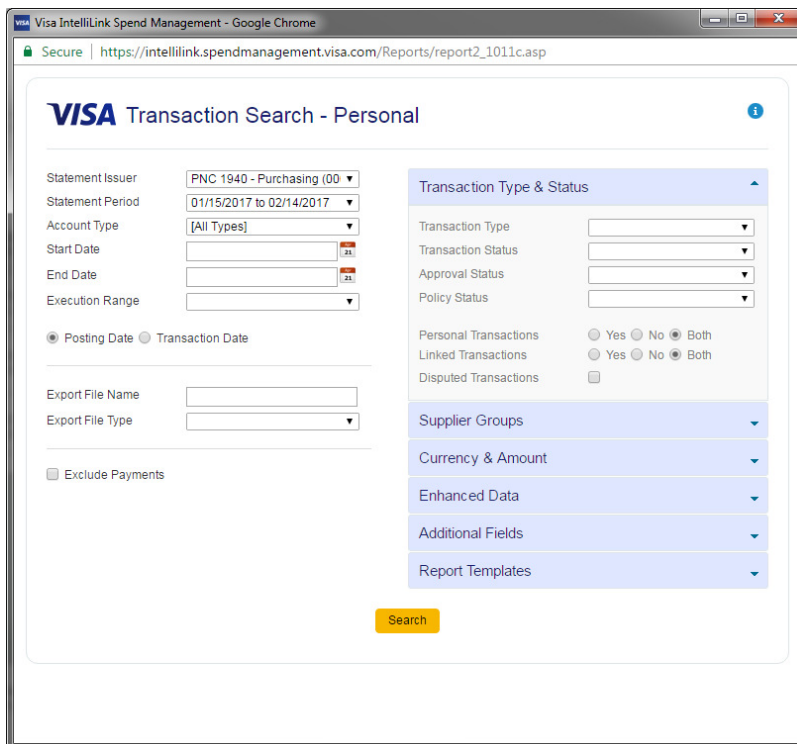 VISA Visa IntelliLink Spend Management - Google Chrome
Secure | https://intellilink.spendmanagement.visa.com/Reports/report2_1011c.asp
VISA Transaction Search - Personal
i
Statement Issuer PNC 1940 - Purchasing (00
Statement Period 01/15/2017 to 02/14/2017
Account Type [All Types]
Start Date 21
End Date 21
Execution Range
Posting Date Transaction Date
Export File Name
Export File Type
Exclude Payments
Transaction Type & Status
Transaction Type
Transaction Status
Approval Status
Policy Status
Personal Transactions Yes No Both
Linked Transactions Yes No Both
Disputed Transactions
Supplier Groups
Currency & Amount
Enhanced Data
Additional Fields
Report Templates
Search